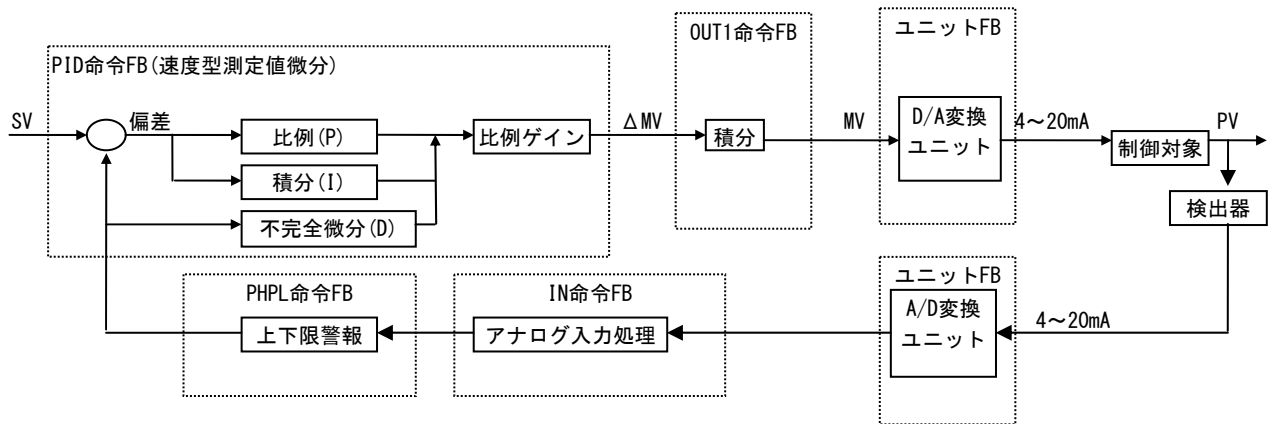 OUT1命令FB
ユニットFB
PID命令FB(速度型測定値微分)
SV
偏差
比例(P)
比例ゲイン
ΔMV
積分
MV
D/A変換
ユニット
4～20mA
制御対象
PV
積分(I)
不完全微分(D)
検出器
PHPL命令FB
IN命令FB
ユニットFB
上下限警報
アナログ入力処理
A/D変換
ユニット
4～20mA